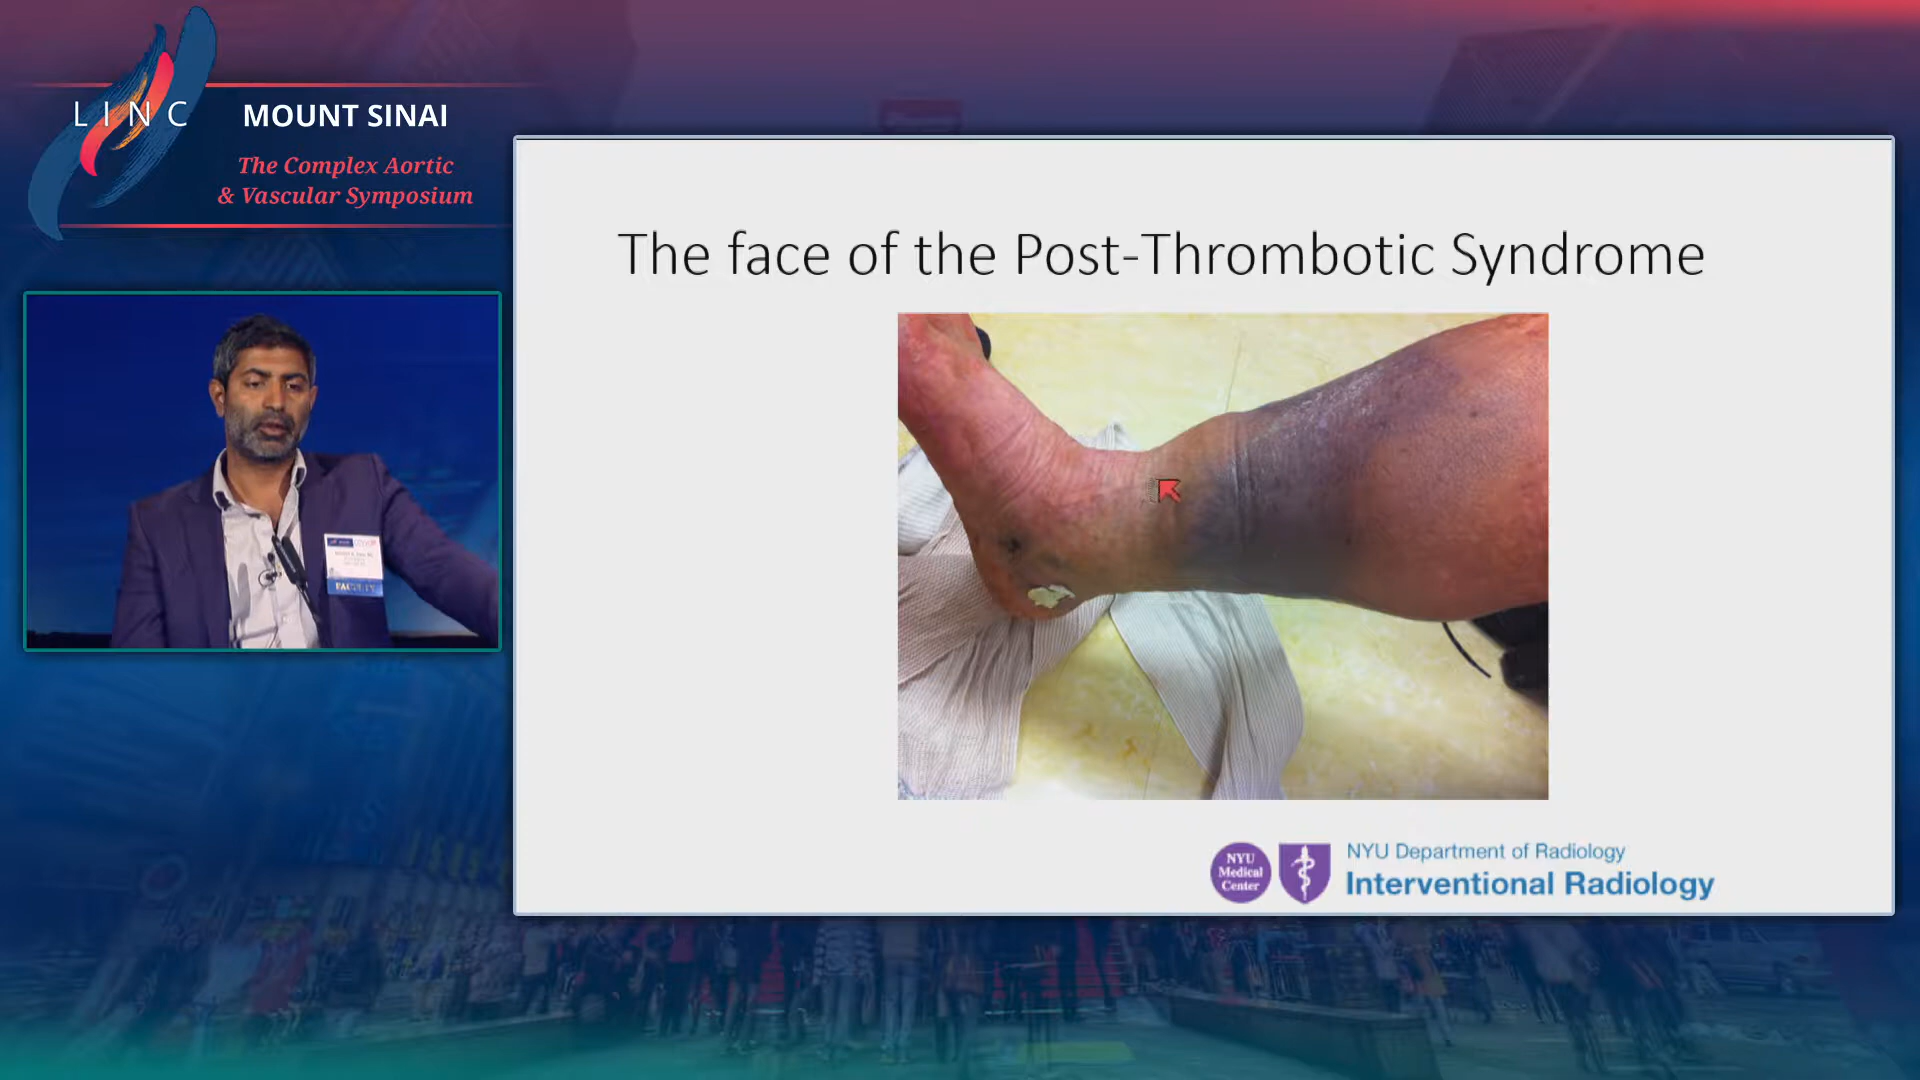 LINC
MOUNT SINAI
The Complex Aortic
& Vascular Symposium
The face of the Post-Thrombotic Syndrome
FACULTY
NYU
Medical
Center
NYU Department of Radiology
Interventional Radiology